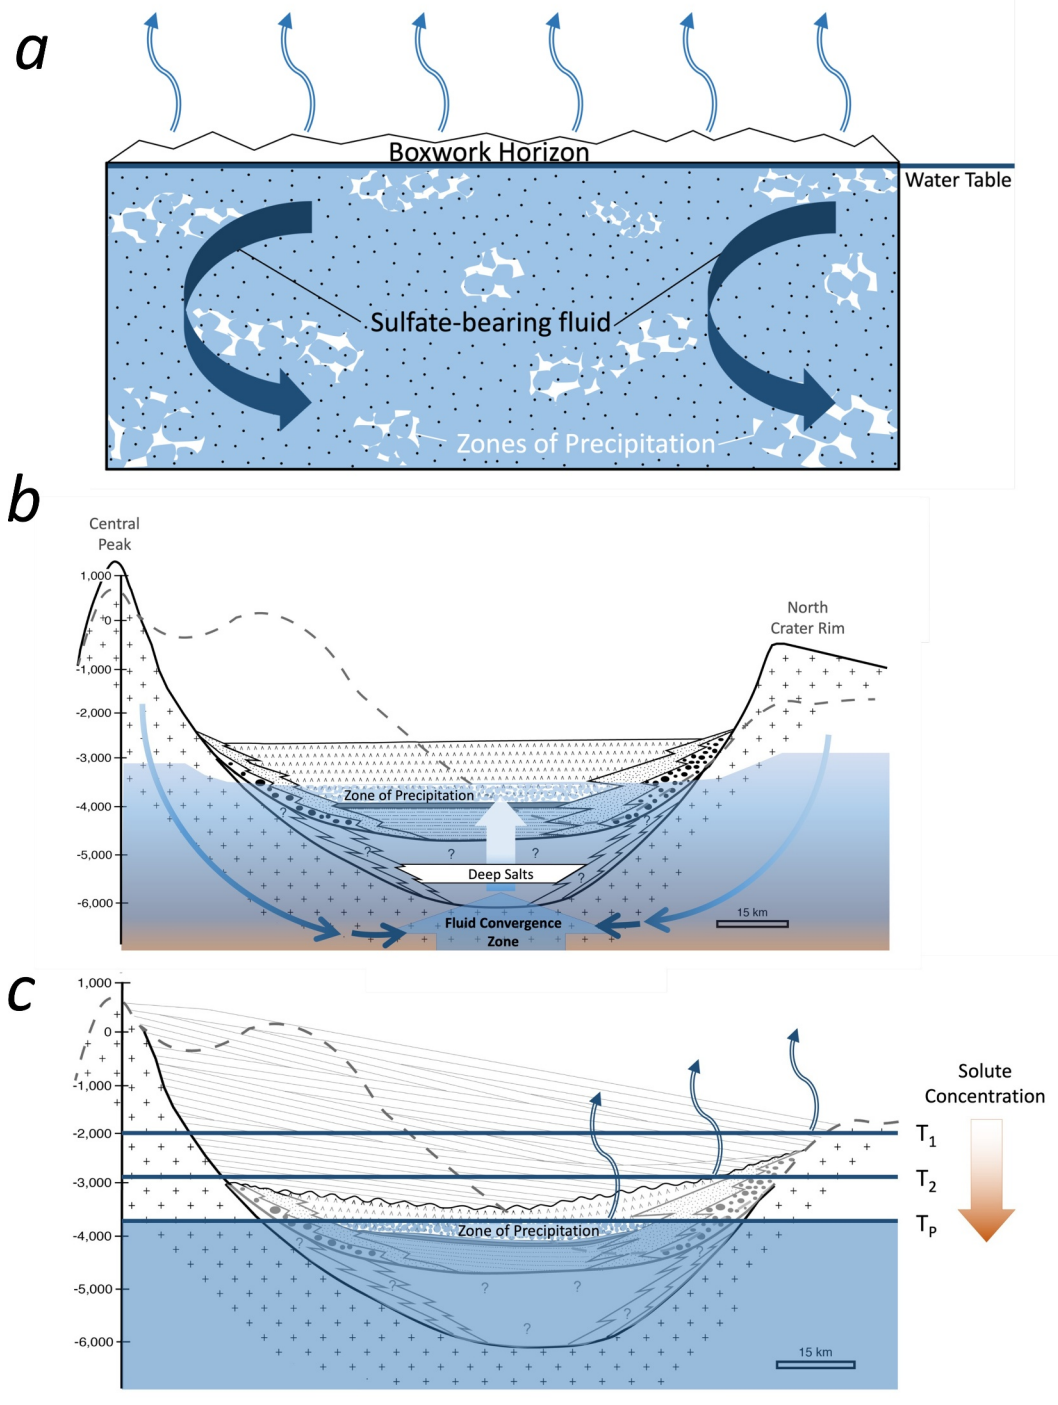 a
Boxwork Horizon
Water Table
Sulfate-bearing fluid
Zones of Precipitation
b
Central
Peak
1,000
0
-1,000
-2,000
-3,000
-4,000
-5,000
-6,000
North
Crater Rim
Zone of Precipitation
?
?
?
?
?
Deep Salts
15 km
Fluid Convergence
Zone
c
1,000
0
-1,000
-2,000
-3,000
-4,000
-5,000
-6,000
Solute
Concentration
T1
T2
TP
Zone of Precipitation
?
?
?
?
?
?
15 km